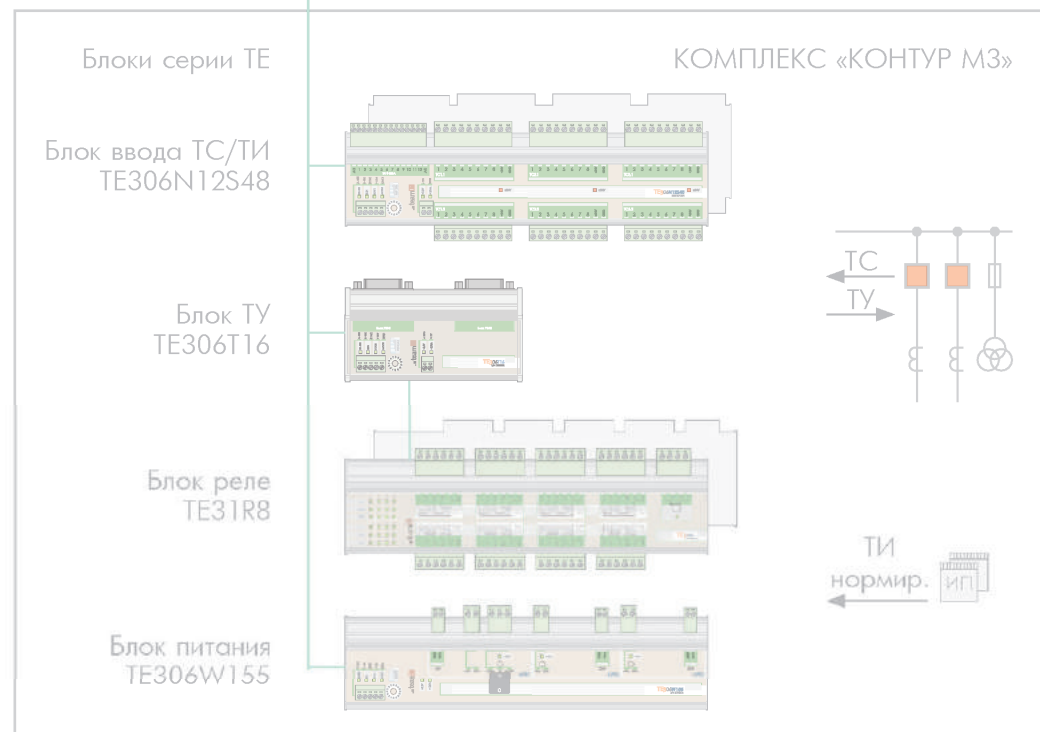 Блоки серии ТЕ
КОМПЛЕКС «КОНТУР М3»
Блок ввода ТС/ТИ
TE306N12S48
ТС
ТУ
Блок ТУ
TE306T16
Блок реле
TE31R8
ТИ
нормир.
ИП
Блок питания
TE306W155